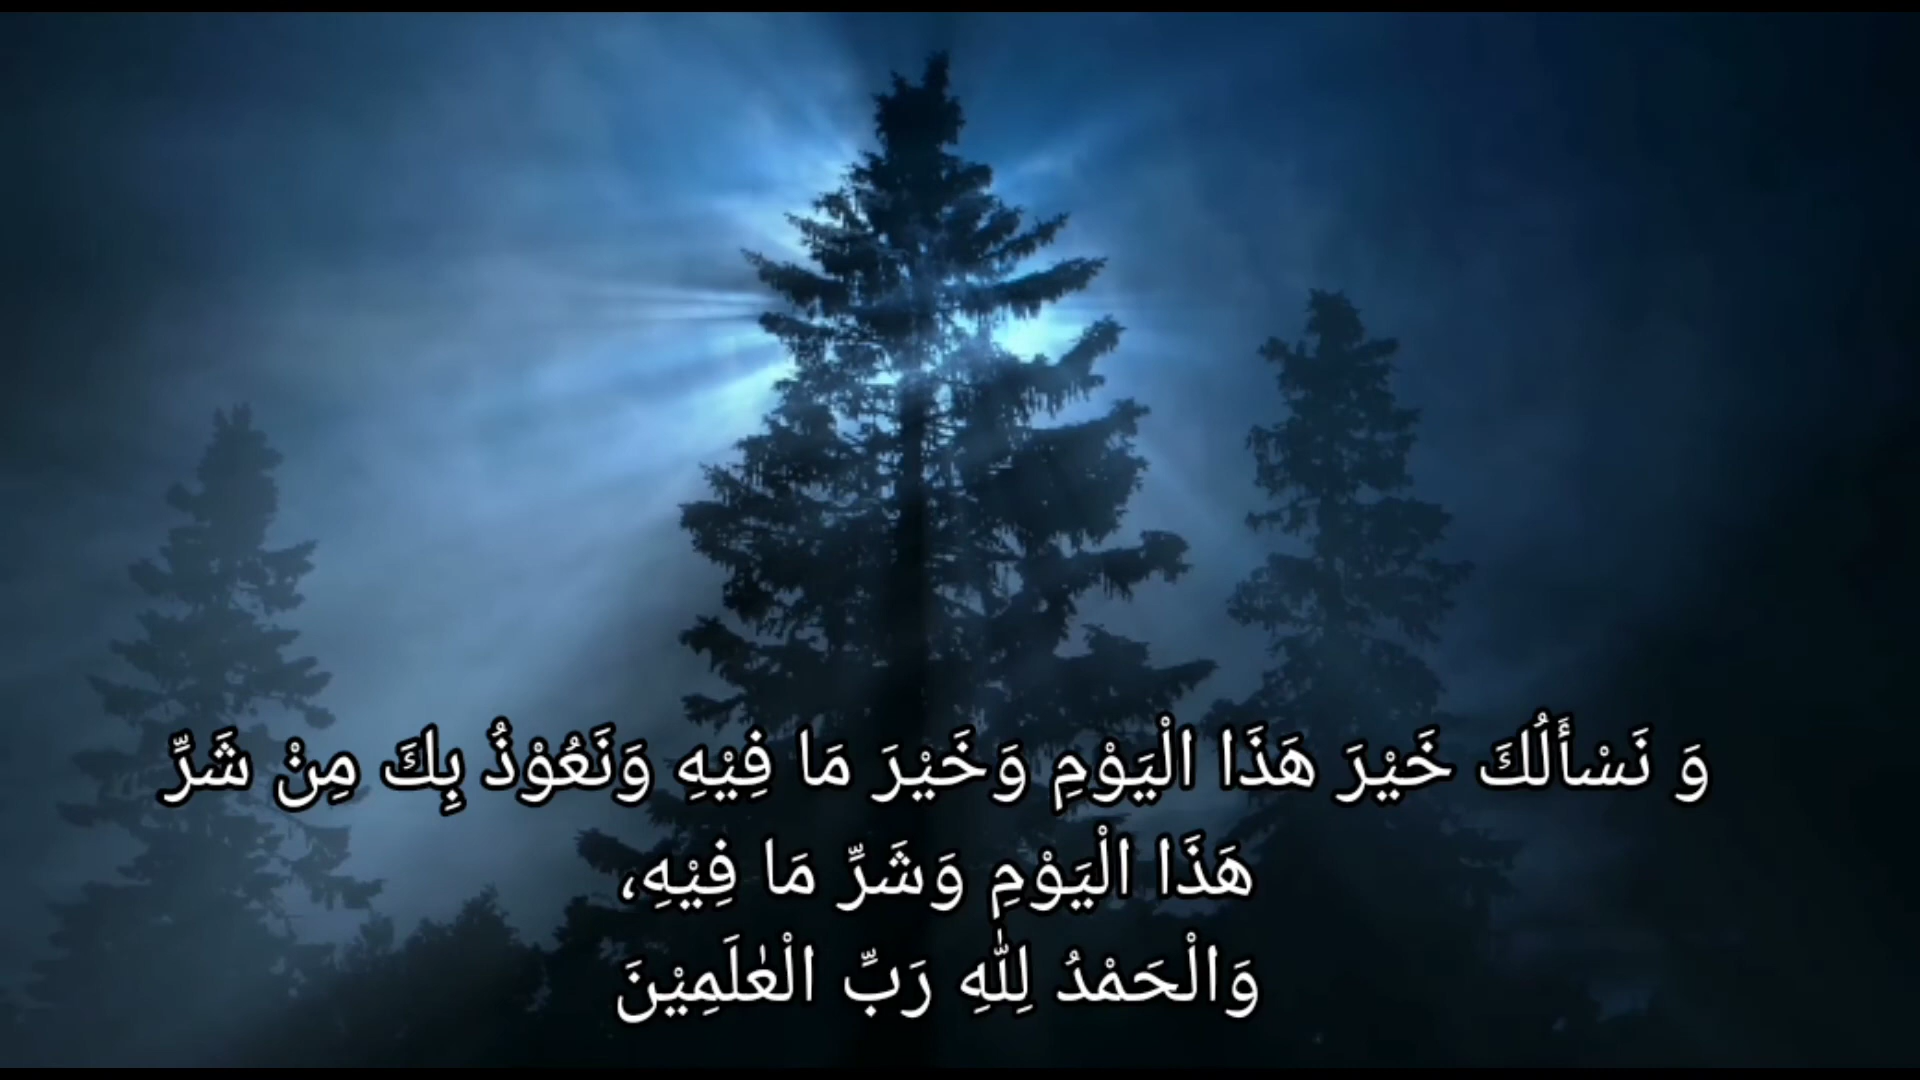 وَ نَسْأَلُكَ خَيْرَ هَذَا الْيَوْمِ وَخَيْرَ مَا فِيْهِ وَنَعُوْذُ بِكَ مِنْ شَرِّ
هَذَا الْيَوْمِ وَشَرِّ مَا فِيْهِ،
وَالْحَمْدُ لِلّٰهِ رَبِّ الْعٰلَمِيْنَ